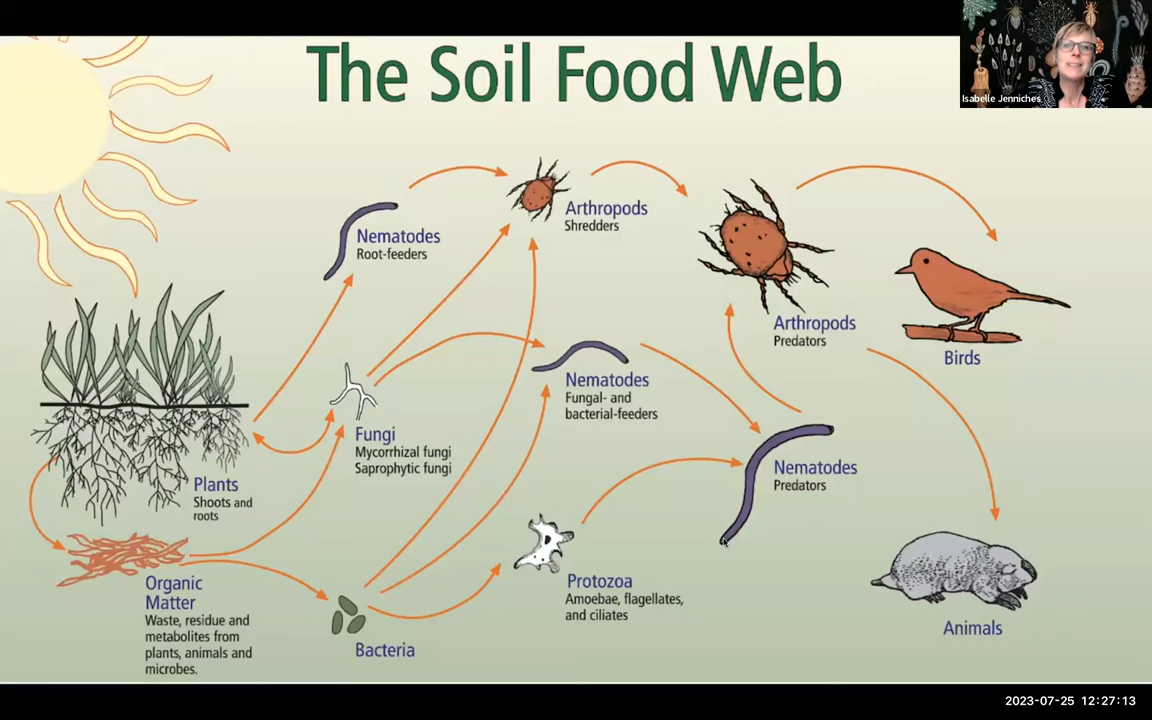 The Soil Food Web
Isabelle Jenniches
Arthropods
Shredders
Nematodes
Root-feeders
Arthropods
Predators
Birds
Nematodes
Fungal- and
bacterial-feeders
Fungi
Mycorrhizal fungi
Saprophytic fungi
Nematodes
Predators
Plants
Shoots and
roots
Organic
Matter
Waste, residue and
metabolites from
plants, animals and
microbes.
Protozoa
Amoebae, flagellates,
and ciliates
Animals
Bacteria
2023-07-25 12:27:13